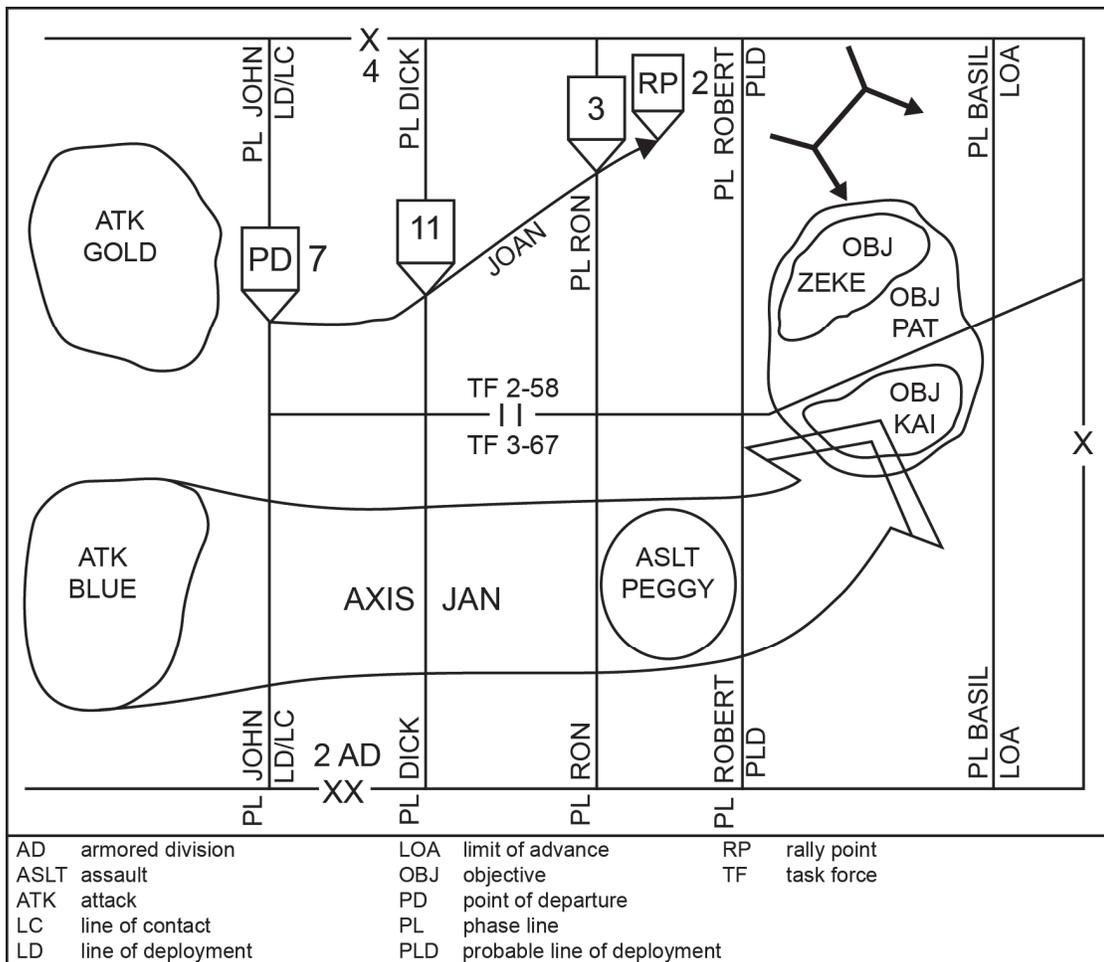 X
4
PL JOHN
LD/LC
PL DICK
3
RP 2
PL ROBERT
PLD
PL BASIL
LOA
ATK
GOLD
PD 7
11
JOAN
PL RON
OBJ
ZEKE
OBJ
PAT
TF 2-58
II
TF 3-67
OBJ
KAI
X
ATK
BLUE
AXIS JAN
ASLT
PEGGY
PL JOHN
LD/LC
2 AD
XX
PL DICK
PL RON
PL ROBERT
PLD
PL BASIL
LOA
AD armored division
ASLT assault
ATK attack
LC line of contact
LD line of deployment
LOA limit of advance
OBJ objective
PD point of departure
PL phase line
PLD probable line of deployment
RP rally point
TF task force